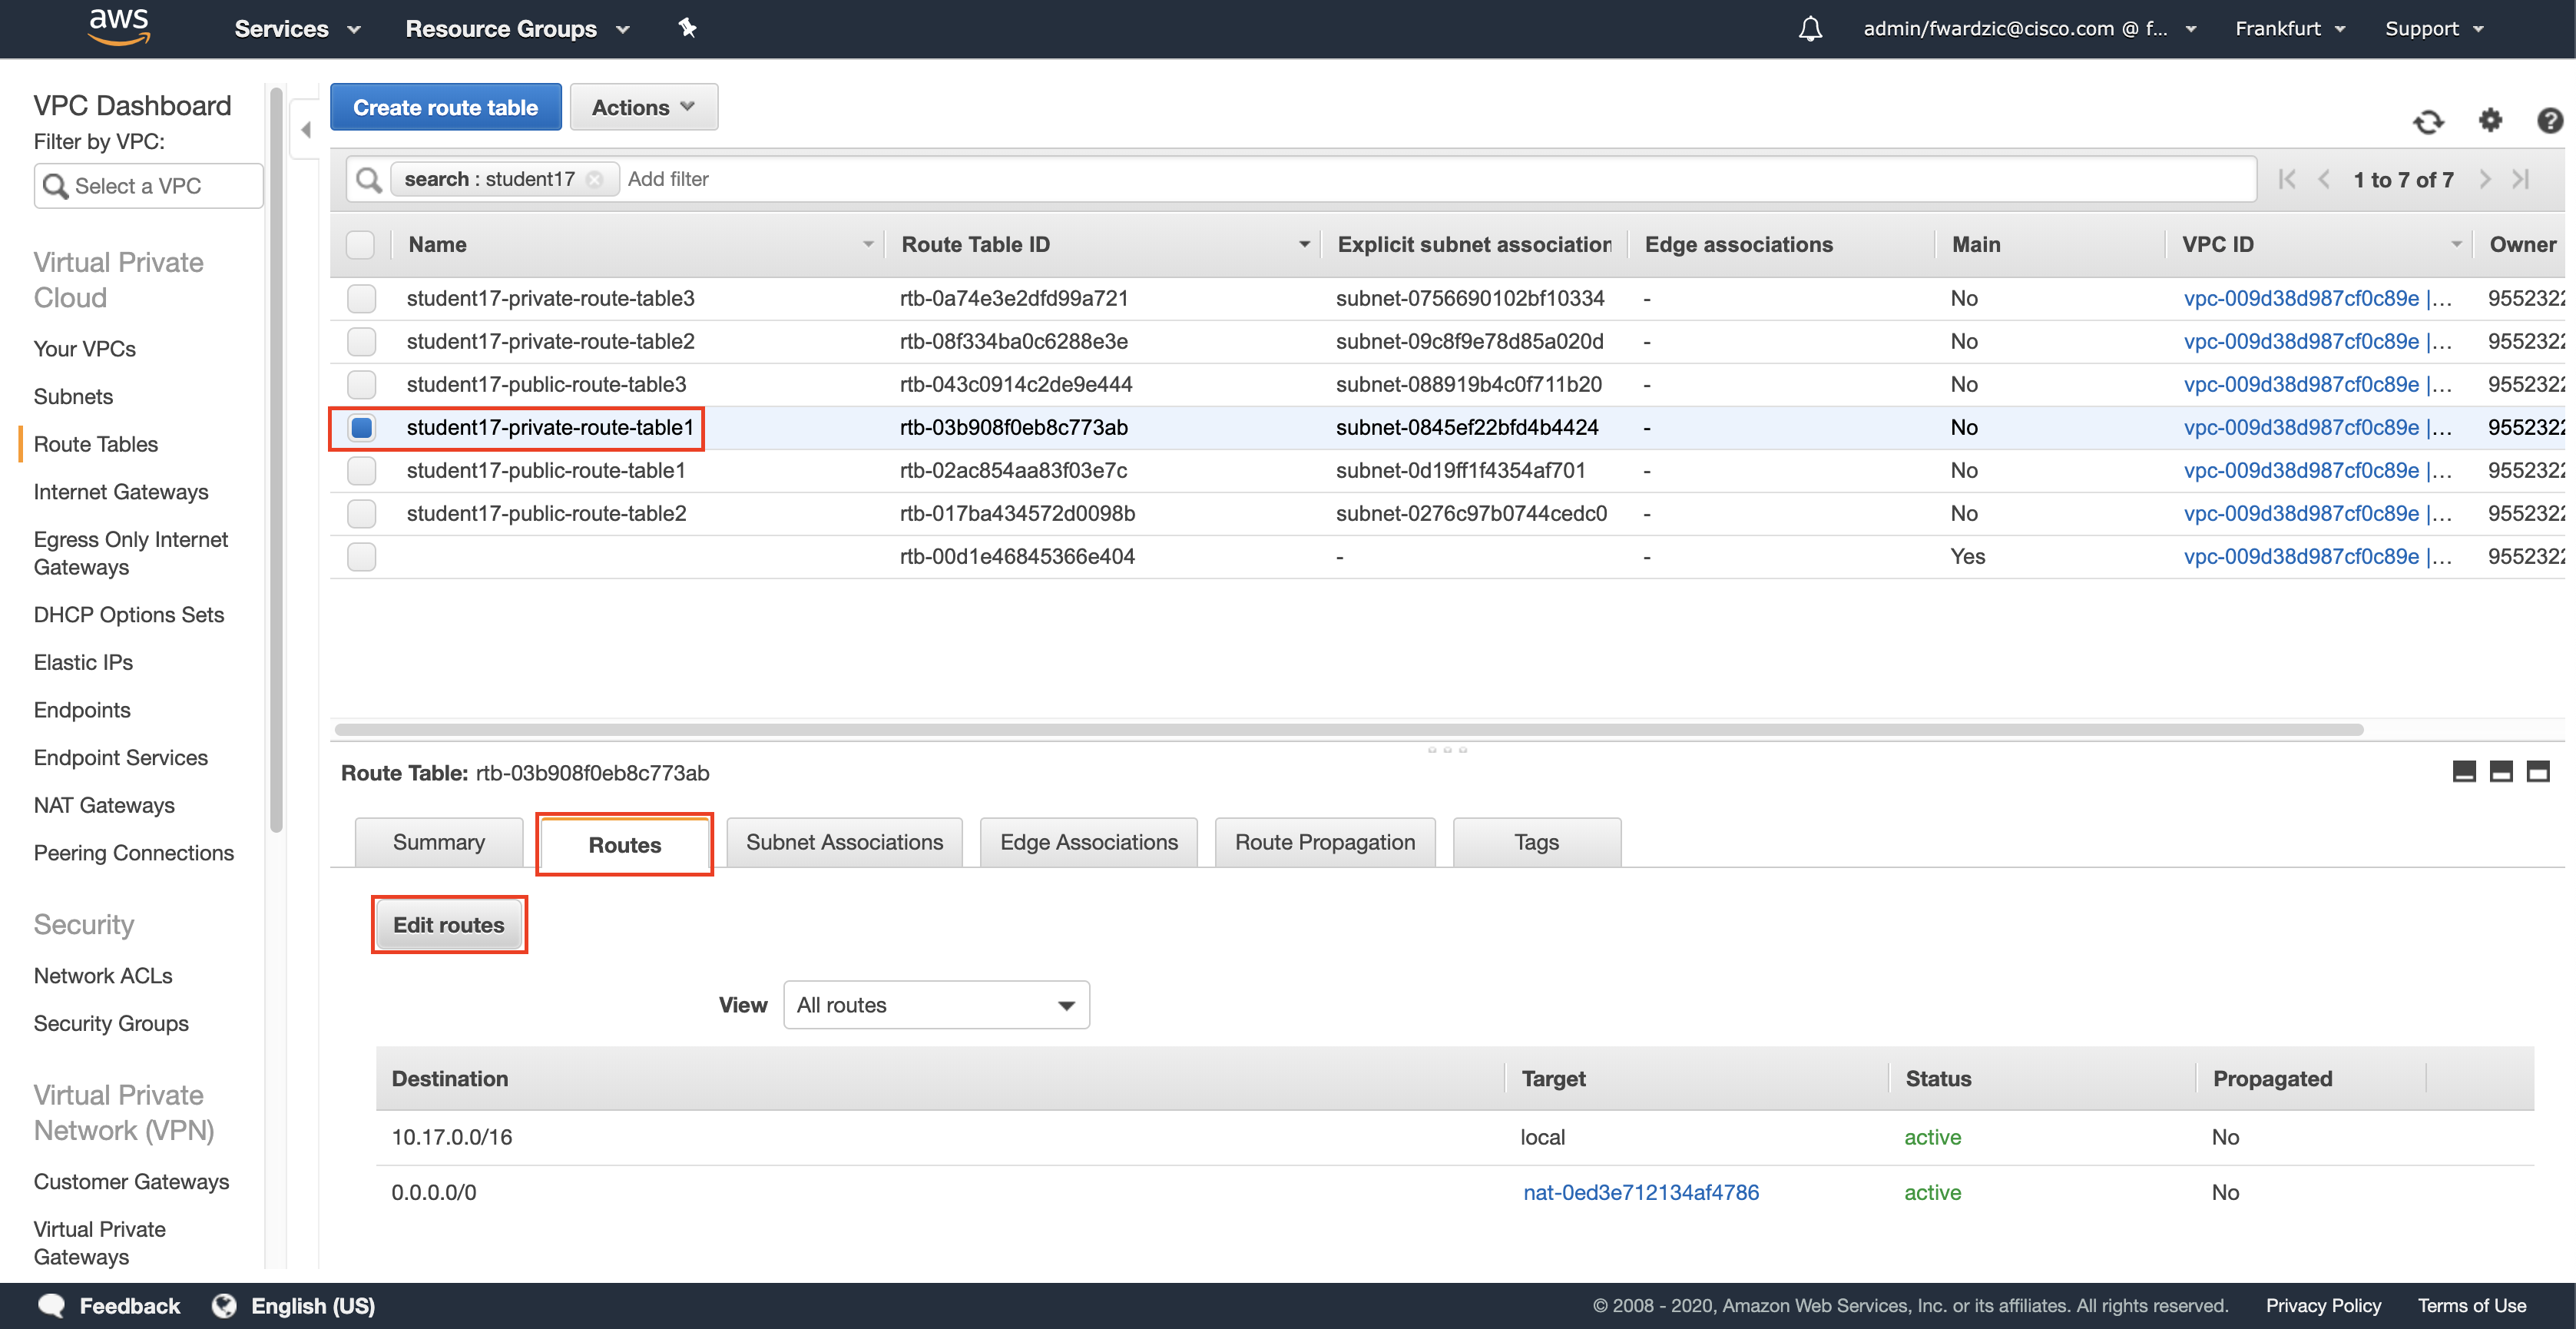 aws Services Resource Groups admin/fwardzic@cisco.com @ f... Frankfurt Support
VPC Dashboard
Filter by VPC:
Select a VPC
Virtual Private
Cloud
Your VPCs
Subnets
Route Tables
Internet Gateways
Egress Only Internet
Gateways
DHCP Options Sets
Elastic IPs
Endpoints
Endpoint Services
NAT Gateways
Peering Connections
Security
Network ACLs
Security Groups
Virtual Private
Network (VPN)
Customer Gateways
Virtual Private
Gateways
Create route table Actions
search : student17 Add filter 1 to 7 of 7
Name Route Table ID Explicit subnet association Edge associations Main VPC ID Owner
student17-private-route-table3 rtb-0a74e3e2dfd99a721 subnet-0756690102bf10334 - No vpc-009d38d987cf0c89e |... 9552322
student17-private-route-table2 rtb-08f334ba0c6288e3e subnet-09c8f9e78d85a020d - No vpc-009d38d987cf0c89e |... 9552322
student17-public-route-table3 rtb-043c0914c2de9e444 subnet-088919b4c0f711b20 - No vpc-009d38d987cf0c89e |... 9552322
student17-private-route-table1 rtb-03b908f0eb8c773ab subnet-0845ef22bfd4b4424 - No vpc-009d38d987cf0c89e |... 9552322
student17-public-route-table1 rtb-02ac854aa83f03e7c subnet-0d19ff1f4354af701 - No vpc-009d38d987cf0c89e |... 9552322
student17-public-route-table2 rtb-017ba434572d0098b subnet-0276c97b0744cedc0 - No vpc-009d38d987cf0c89e |... 9552322
rtb-00d1e46845366e404 - - Yes vpc-009d38d987cf0c89e |... 9552322
Route Table: rtb-03b908f0eb8c773ab
Summary Routes Subnet Associations Edge Associations Route Propagation Tags
Edit routes
View All routes
Destination Target Status Propagated
10.17.0.0/16 local active No
0.0.0.0/0 nat-0ed3e712134af4786 active No
Feedback English (US) © 2008 - 2020, Amazon Web Services, Inc. or its affiliates. All rights reserved. Privacy Policy Terms of Use